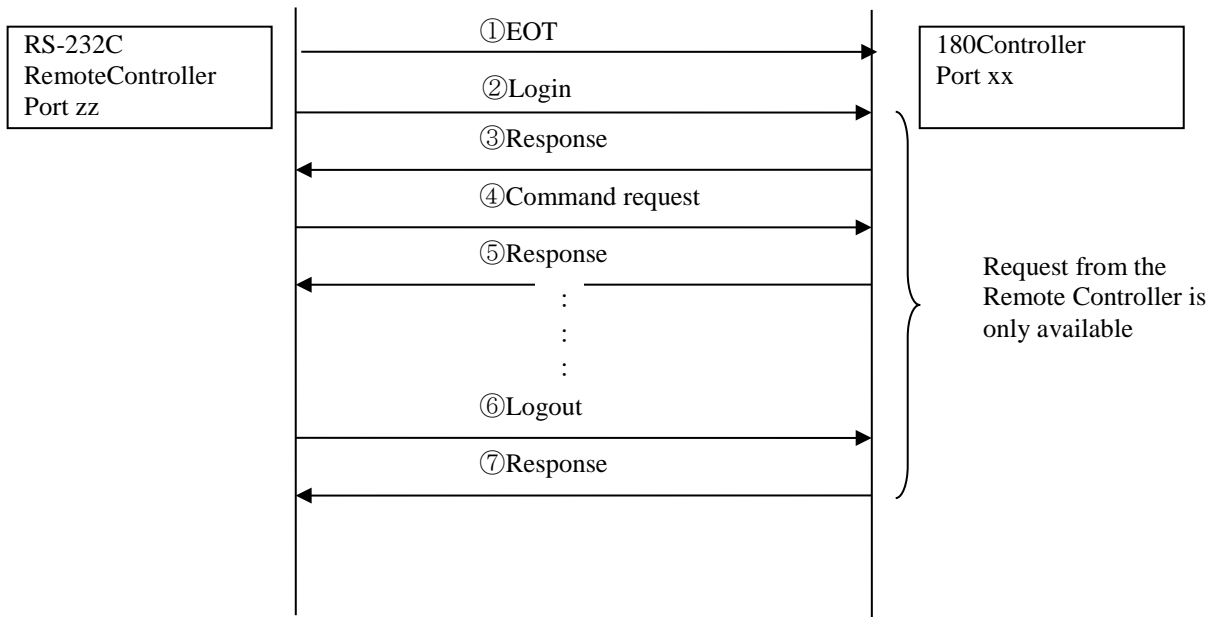 RS-232C
RemoteController
Port zz
①EOT
180Controller
Port xx
②Login
③Response
④Command request
⑤Response
:
:
:
Request from the
Remote Controller is
only available
⑥Logout
⑦Response